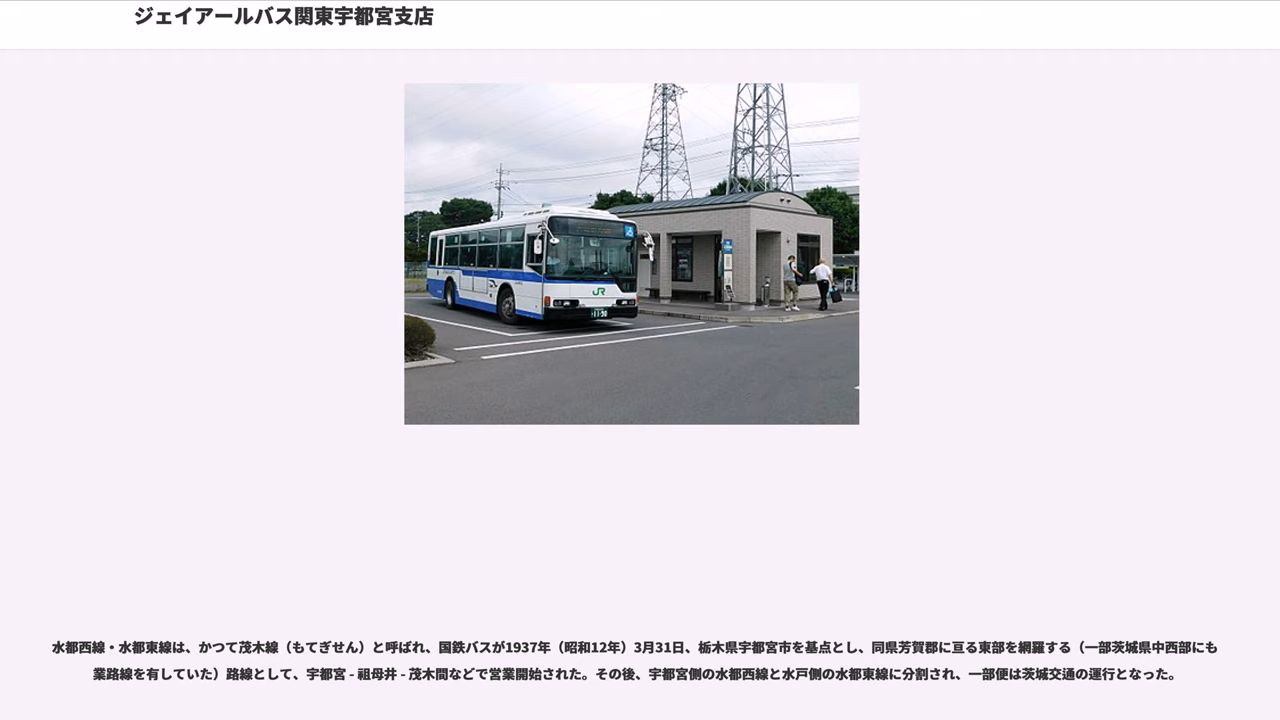 ジェイアールバス関東宇都宮支店
JR
11-90
水都西線・水都東線は、かつて茂木線（もてぎせん）と呼ばれ、国鉄バスが1937年（昭和12年）3月31日、栃木県宇都宮市を基点とし、同県芳賀郡に亘る東部を網羅する（一部茨城県中西部にも
業路線を有していた）路線として、宇都宮 - 祖母井 - 茂木間などで営業開始された。その後、宇都宮側の水都西線と水戸側の水都東線に分割され、一部便は茨城交通の運行となった。